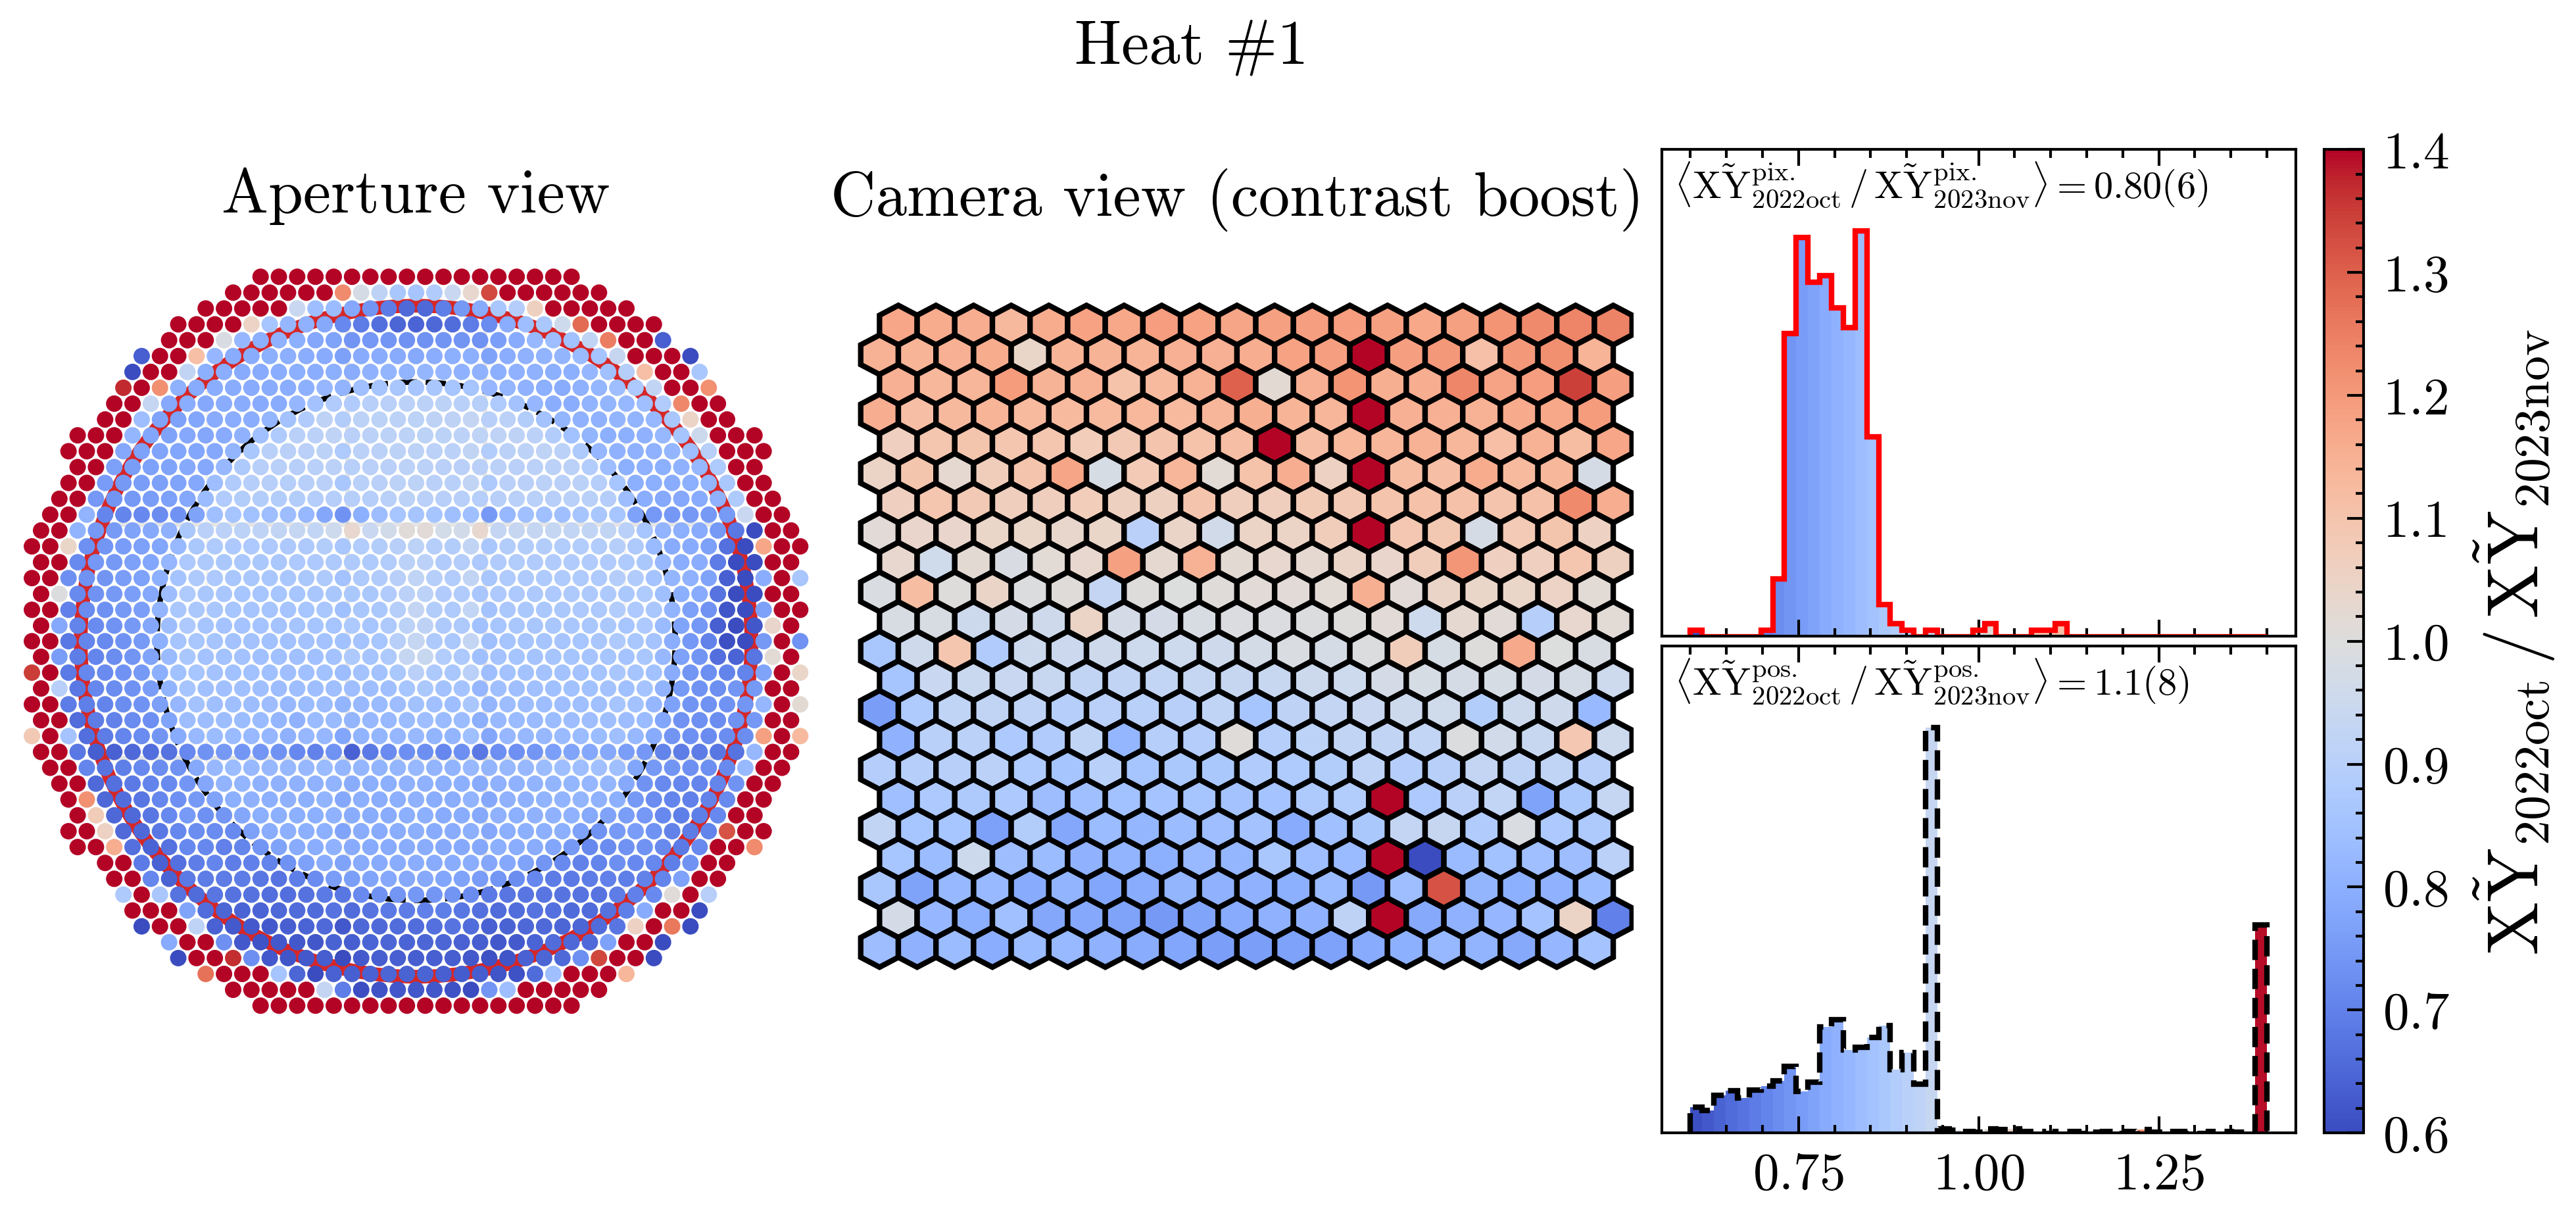 Heat #1
Aperture view
Camera view (contrast boost)
⟨XỸ^pix._2022oct / XỸ^pix._2023nov⟩ = 0.80(6)
⟨XỸ^pos._2022oct / XỸ^pos._2023nov⟩ = 1.1(8)
0.75 1.00 1.25
1.4
1.3
1.2
1.1
1.0
0.9
0.8
0.7
0.6
XỸ_2022oct / XỸ_2023nov